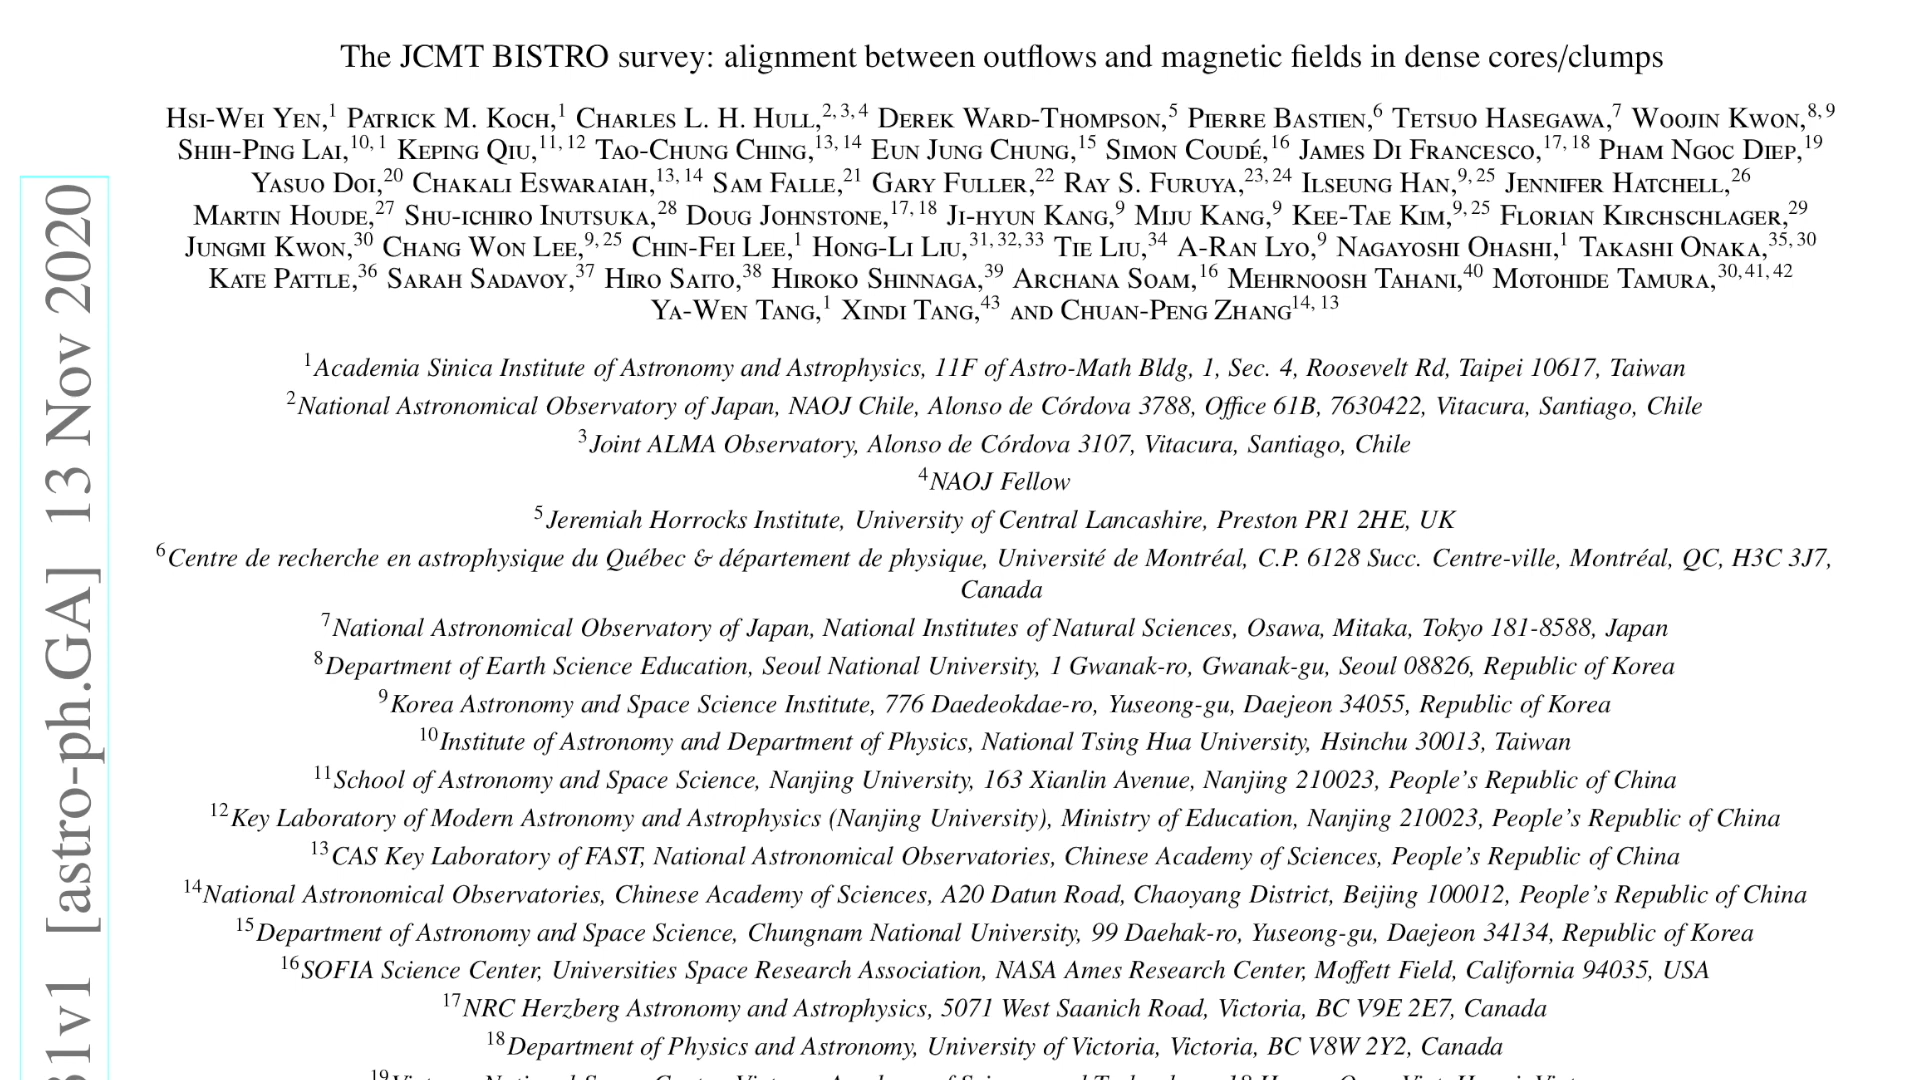 The JCMT BISTRO survey: alignment between outflows and magnetic fields in dense cores/clumps
Hsi-Wei Yen,1 Patrick M. Koch,1 Charles L. H. Hull,2, 3, 4 Derek Ward-Thompson,5 Pierre Bastien,6 Tetsuo Hasegawa,7 Woojin Kwon,8, 9
Shih-Ping Lai,10, 1 Keping Qiu,11, 12 Tao-Chung Ching,13, 14 Eun Jung Chung,15 Simon Coudé,16 James Di Francesco,17, 18 Pham Ngoc Diep,19
Yasuo Doi,20 Chakali Eswaraiah,13, 14 Sam Falle,21 Gary Fuller,22 Ray S. Furuya,23, 24 Ilseung Han,9, 25 Jennifer Hatchell,26
Martin Houde,27 Shu-ichiro Inutsuka,28 Doug Johnstone,17, 18 Ji-hyun Kang,9 Miju Kang,9 Kee-Tae Kim,9, 25 Florian Kirchschlager,29
Jungmi Kwon,30 Chang Won Lee,9, 25 Chin-Fei Lee,1 Hong-Li Liu,31, 32, 33 Tie Liu,34 A-Ran Lyo,9 Nagayoshi Ohashi,1 Takashi Onaka,35, 30
Kate Pattle,36 Sarah Sadavoy,37 Hiro Saito,38 Hiroko Shinnaga,39 Archana Soam,16 Mehrnoosh Tahani,40 Motohide Tamura,30, 41, 42
Ya-Wen Tang,1 Xindi Tang,43 and Chuan-Peng Zhang14, 13
1Academia Sinica Institute of Astronomy and Astrophysics, 11F of Astro-Math Bldg, 1, Sec. 4, Roosevelt Rd, Taipei 10617, Taiwan
2National Astronomical Observatory of Japan, NAOJ Chile, Alonso de Córdova 3788, Office 61B, 7630422, Vitacura, Santiago, Chile
3Joint ALMA Observatory, Alonso de Córdova 3107, Vitacura, Santiago, Chile
4NAOJ Fellow
5Jeremiah Horrocks Institute, University of Central Lancashire, Preston PR1 2HE, UK
6Centre de recherche en astrophysique du Québec & département de physique, Université de Montréal, C.P. 6128 Succ. Centre-ville, Montréal, QC, H3C 3J7,
Canada
7National Astronomical Observatory of Japan, National Institutes of Natural Sciences, Osawa, Mitaka, Tokyo 181-8588, Japan
8Department of Earth Science Education, Seoul National University, 1 Gwanak-ro, Gwanak-gu, Seoul 08826, Republic of Korea
9Korea Astronomy and Space Science Institute, 776 Daedeokdae-ro, Yuseong-gu, Daejeon 34055, Republic of Korea
10Institute of Astronomy and Department of Physics, National Tsing Hua University, Hsinchu 30013, Taiwan
11School of Astronomy and Space Science, Nanjing University, 163 Xianlin Avenue, Nanjing 210023, People's Republic of China
12Key Laboratory of Modern Astronomy and Astrophysics (Nanjing University), Ministry of Education, Nanjing 210023, People's Republic of China
13CAS Key Laboratory of FAST, National Astronomical Observatories, Chinese Academy of Sciences, People's Republic of China
14National Astronomical Observatories, Chinese Academy of Sciences, A20 Datun Road, Chaoyang District, Beijing 100012, People's Republic of China
15Department of Astronomy and Space Science, Chungnam National University, 99 Daehak-ro, Yuseong-gu, Daejeon 34134, Republic of Korea
16SOFIA Science Center, Universities Space Research Association, NASA Ames Research Center, Moffett Field, California 94035, USA
17NRC Herzberg Astronomy and Astrophysics, 5071 West Saanich Road, Victoria, BC V9E 2E7, Canada
18Department of Physics and Astronomy, University of Victoria, Victoria, BC V8W 2Y2, Canada
31v1 [astro-ph.GA] 13 Nov 2020